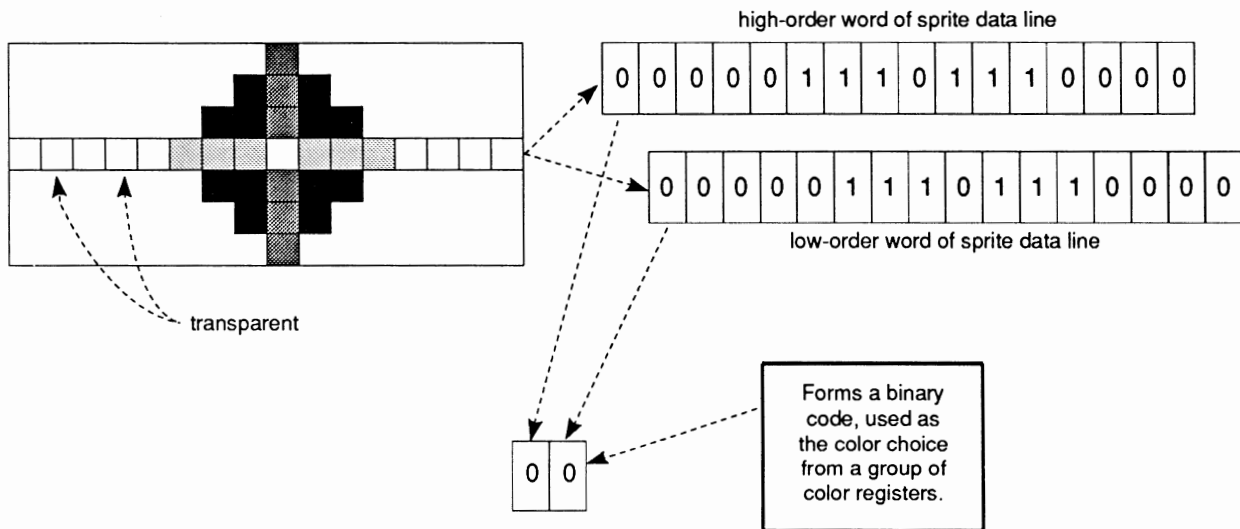 high-order word of sprite data line
0 0 0 0 0 1 1 1 0 1 1 1 0 0 0 0
0 0 0 0 0 1 1 1 0 1 1 1 0 0 0 0
low-order word of sprite data line
transparent
0 0
Forms a binary
code, used as
the color choice
from a group of
color registers.